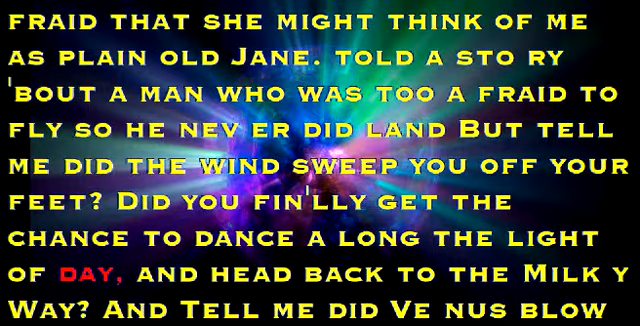 FRAID THAT SHE MIGHT THINK OF ME
AS PLAIN OLD JANE. TOLD A STO RY
'BOUT A MAN WHO WAS TOO A FRAID TO
FLY SO HE NEV ER DID LAND BUT TELL
ME DID THE WIND SWEEP YOU OFF YOUR
FEET? DID YOU FIN'LLY GET THE
CHANCE TO DANCE A LONG THE LIGHT
OF DAY, AND HEAD BACK TO THE MILK Y
WAY? AND TELL ME DID VE NUS BLOW